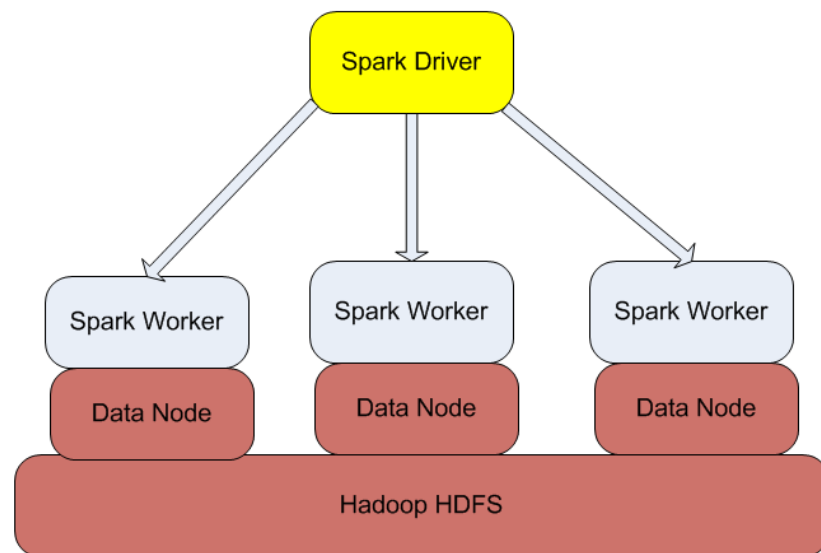 Spark Driver
Spark Worker
Spark Worker
Spark Worker
Data Node
Data Node
Data Node
Hadoop HDFS